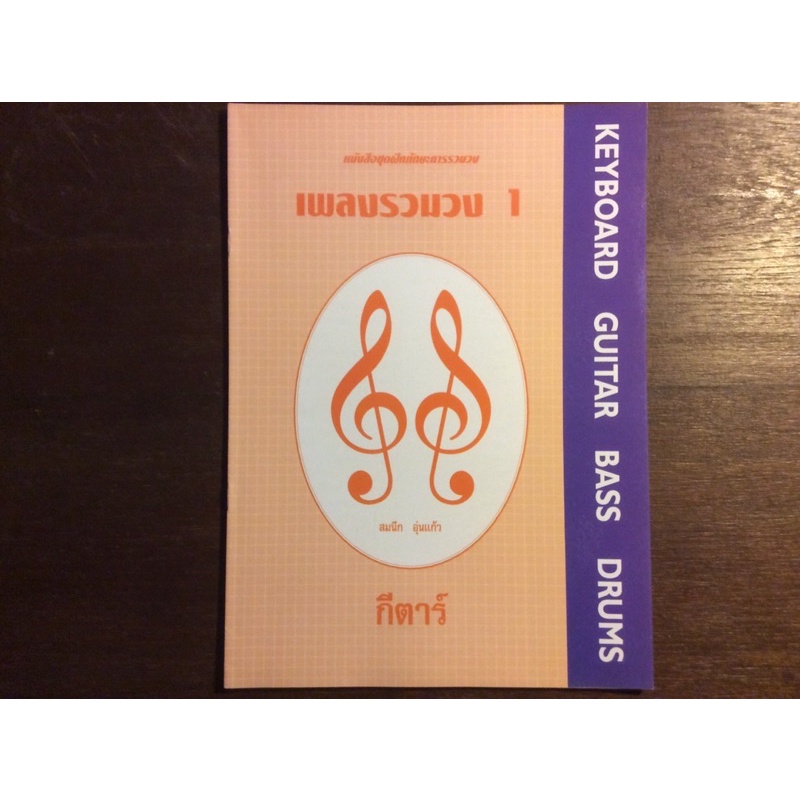 หนังสือชุดฝึกทักษะการรวมวง
เพลงรวมวง 1
สมนึก อุ่นแก้ว
กีตาร์
KEYBOARD GUITAR BASS DRUMS